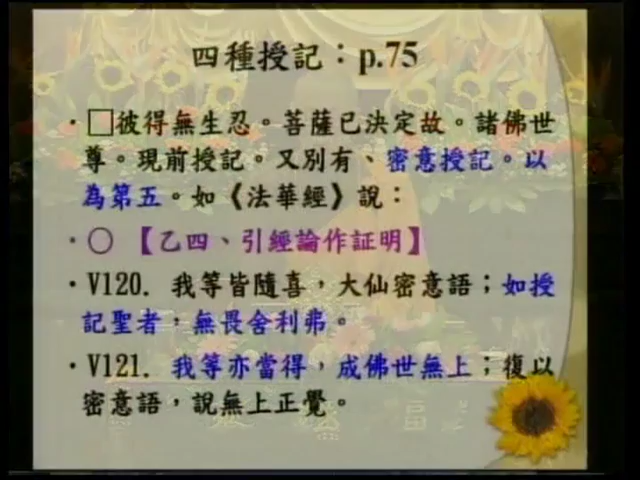 四種授記：p.75
·□彼得無生忍。菩薩已決定故。諸佛世
尊。現前授記。又別有、密意授記。以
為第五。如《法華經》說：
·○【乙四、引經論作証明】
·V120. 我等皆隨喜，大仙密意語；如授
記聖者，無畏舍利弗。
·V121. 我等亦當得，成佛世無上；復以
密意語，說無上正覺。
福